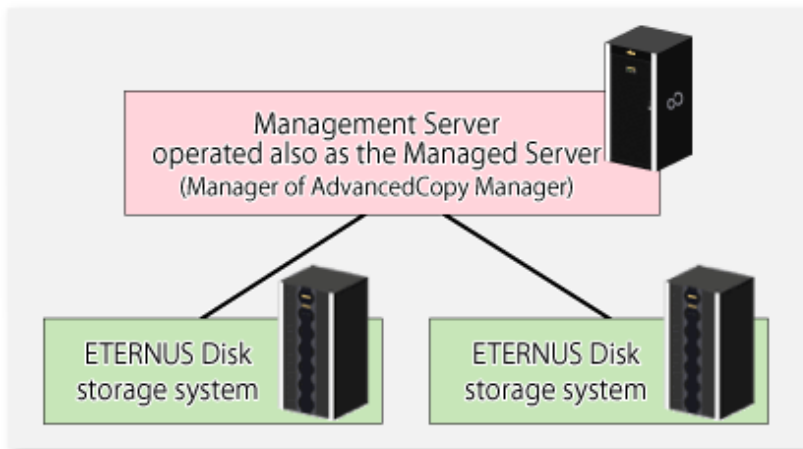 Management Server
operated also as the Managed Server
(Manager of AdvancedCopy Manager)
ETERNUS Disk
storage system
ETERNUS Disk
storage system